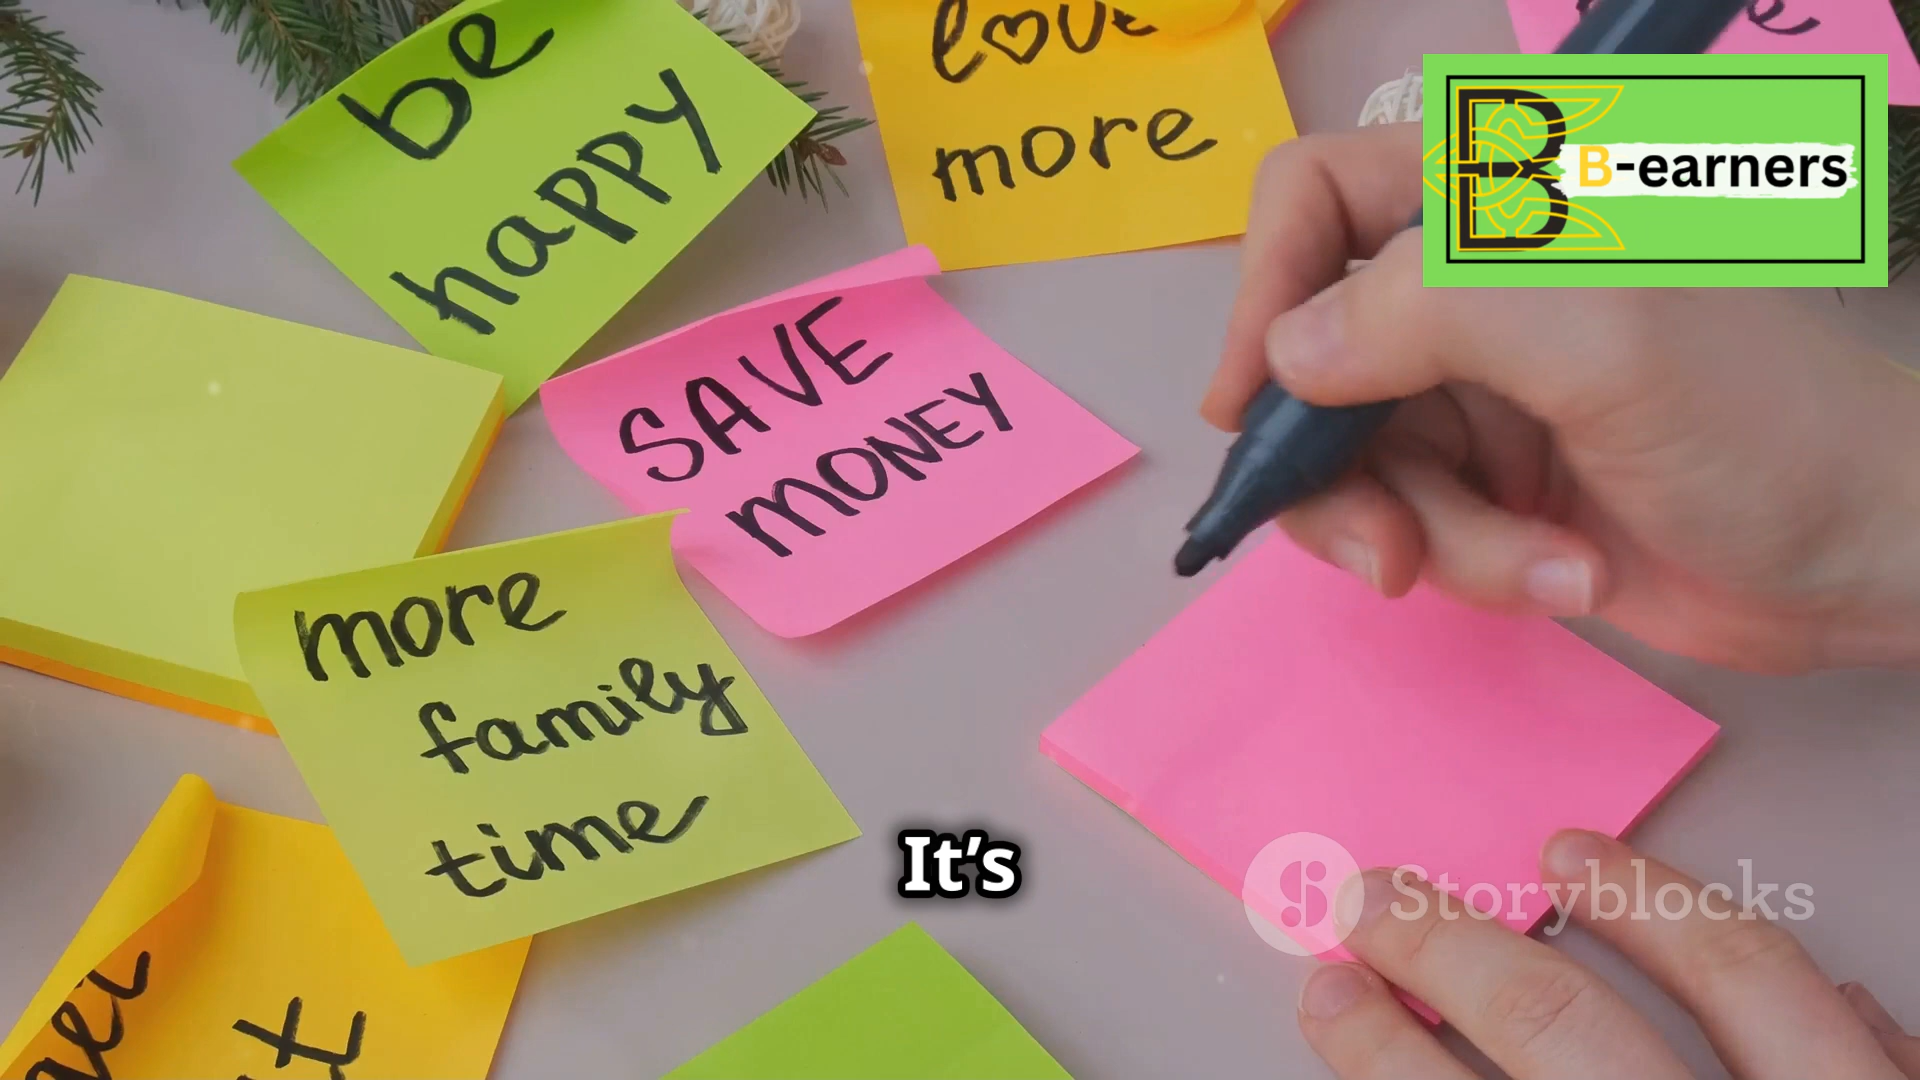 be
happy
love
more
B-earners
SAVE
MONEY
more
family
time
It's
Storyblocks